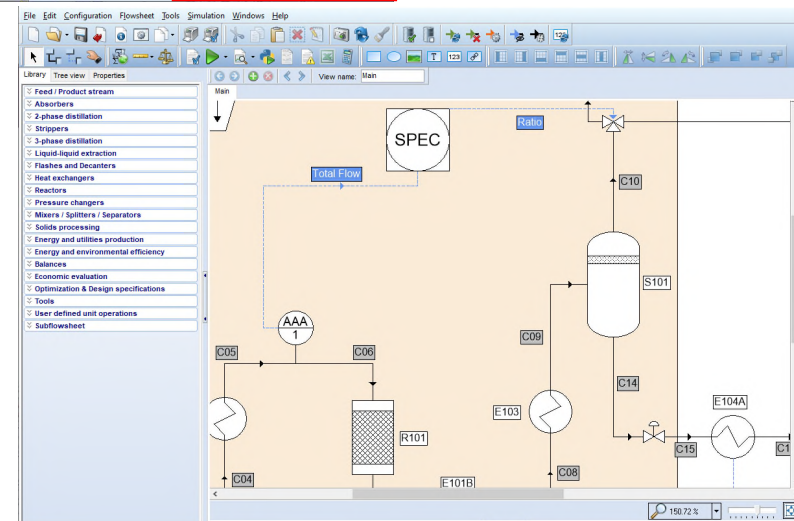 File Edit Configuration Flowsheet Tools Simulation Windows Help
123
T 123
Library Tree view Properties
View name: Main
Main
Feed / Product stream
Absorbers
2-phase distillation
Strippers
3-phase distillation
Liquid-liquid extraction
Flashes and Decanters
Heat exchangers
Reactors
Pressure changers
Mixers / Splitters / Separators
Solids processing
Energy and utilities production
Energy and environmental efficiency
Balances
Economic evaluation
Optimization & Design specifications
Tools
User defined unit operations
Subflowsheet
SPEC
Ratio
Total Flow
C10
S101
AAA
1
C09
C05
C06
C14
E104A
E103
R101
C15
C1
C04
E101B
C08
150.72 %